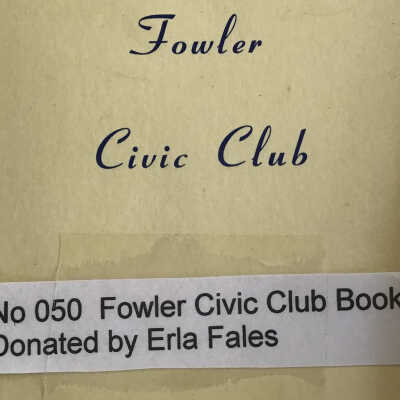 Fowler
Civic Club
No 050 Fowler Civic Club Book
Donated by Erla Fales